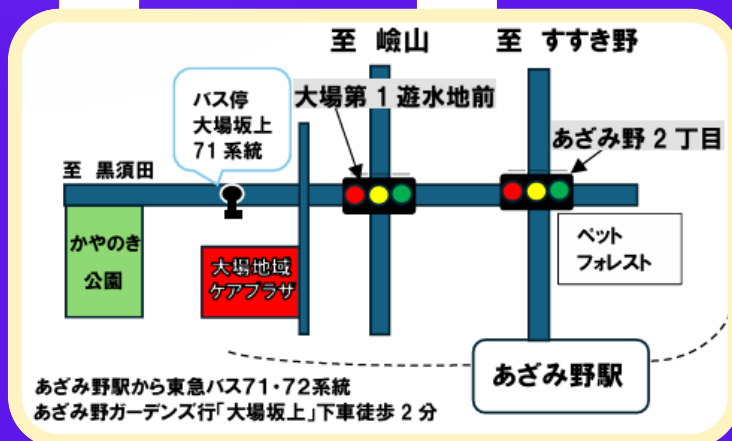 至 嶮山
至 すすき野
バス停
大場坂上
71 系統
大場第 1 遊水地前
あざみ野 2 丁目
至 黒須田
かやのき
公園
大場地域
ケアプラザ
ペット
フォレスト
あざみ野駅
あざみ野駅から東急バス71・72系統
あざみ野ガーデンズ行「大場坂上」下車徒歩 2 分